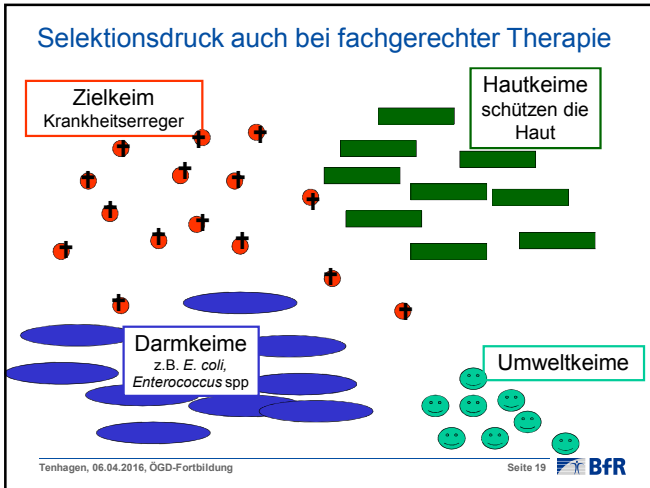 Selektionsdruck auch bei fachgerechter Therapie
Zielkeim
Krankheitserreger
Hautkeime
schützen die
Haut
Darmkeime
z.B. E. coli,
Enterococcus spp
Umweltkeime
Tenhagen, 06.04.2016, ÖGD-Fortbildung
Seite 19
BfR